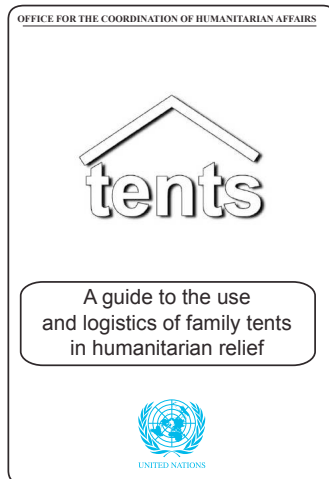 OFFICE FOR THE COORDINATION OF HUMANITARIAN AFFAIRS
tents
A guide to the use
and logistics of family tents
in humanitarian relief
UNITED NATIONS